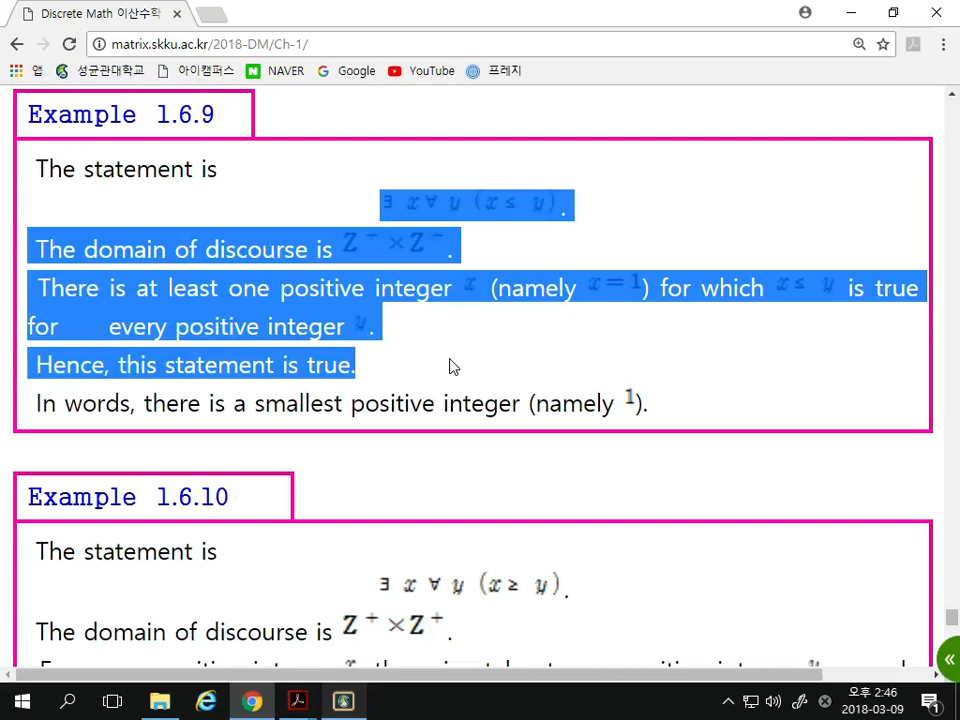 Discrete Math 이산수학
matrix.skku.ac.kr/2018-DM/Ch-1/
앱 성균관대학교 아이캠퍼스 NAVER Google YouTube 프레지
Example 1.6.9
The statement is
∃ x ∀ y (x ≤ y).
The domain of discourse is Z⁺ × Z⁺.
There is at least one positive integer x (namely x = 1) for which x ≤ y is true
for every positive integer y.
Hence, this statement is true.
In words, there is a smallest positive integer (namely 1).
Example 1.6.10
The statement is
∃ x ∀ y (x ≥ y).
The domain of discourse is Z⁺ × Z⁺.
오후 2:46
2018-03-09
1